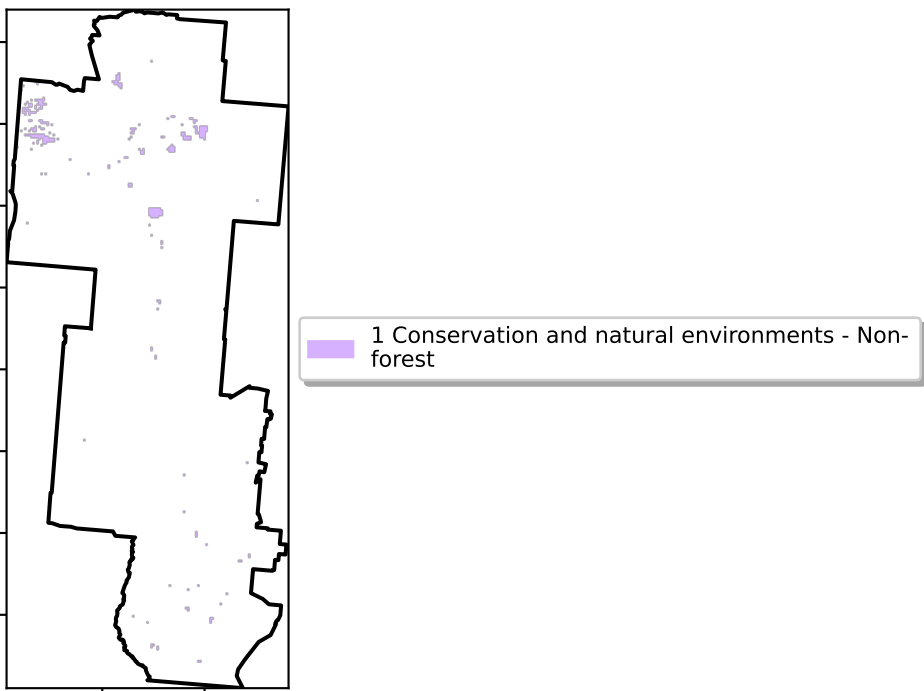 1 Conservation and natural environments - Non-
forest